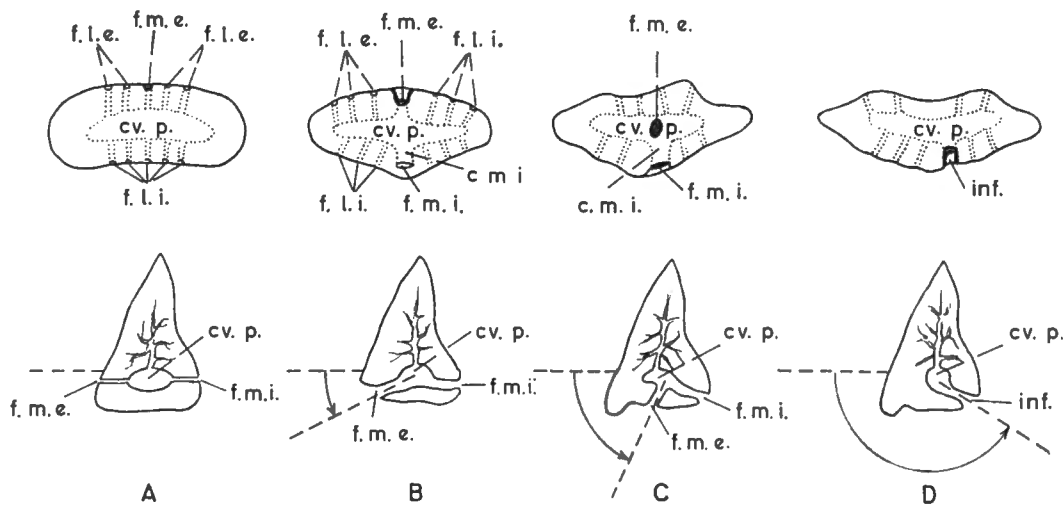 f. l. e. f. m. e. f. l. e.
cv. p.
f. l. i.
f. l. e. f. m. e. f. l. i.
cv. p.
c m i
f. l. i. f. m. i.
f. m. e.
cv. p.
c. m. i. f. m. i.
cv. p.
inf.
cv. p.
f. m. e. f. m. i.
A
cv. p.
f. m. i.
f. m. e.
B
cv. p.
f. m. i.
f. m. e.
C
cv. p.
inf.
D